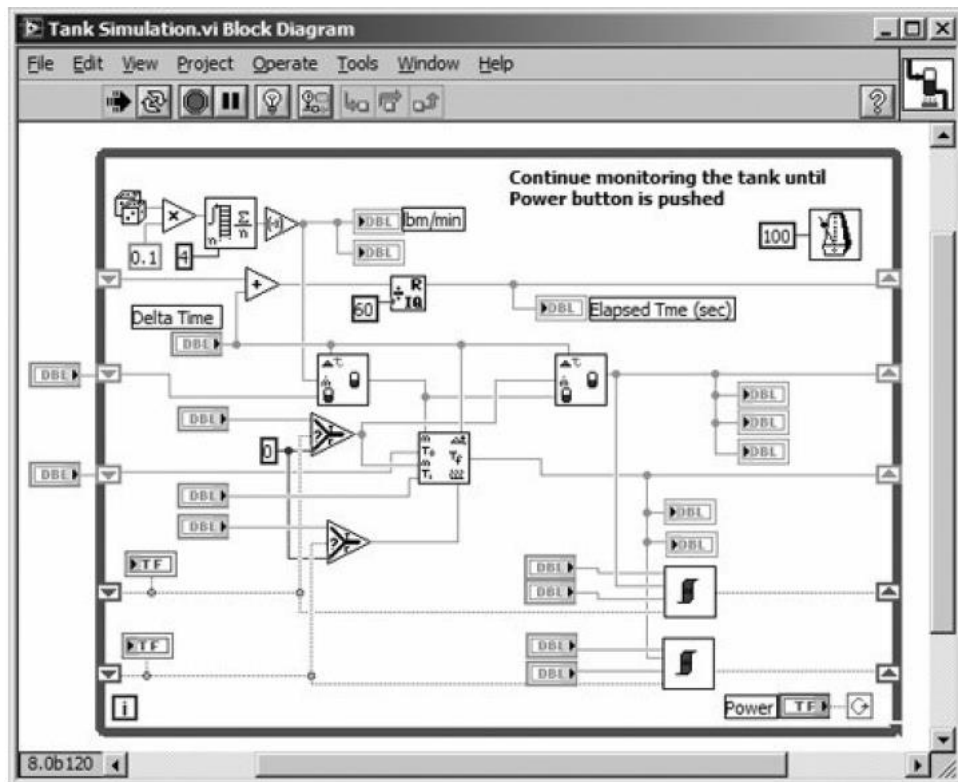 Tank Simulation.vi Block Diagram
File Edit View Project Operate Tools Window Help
Continue monitoring the tank until
Power button is pushed
DBL lbm/min
100
0.1
4
DBL
60
R
IQ
DBL Elapsed Tme (sec)
Delta Time
DBL
DBL
DBL
DBL
DBL
DBL
0
DBL
DBL
DBL
DBL
DBL
DBL
TF
DBL
DBL
TF
DBL
DBL
i
Power TF
8.0b120